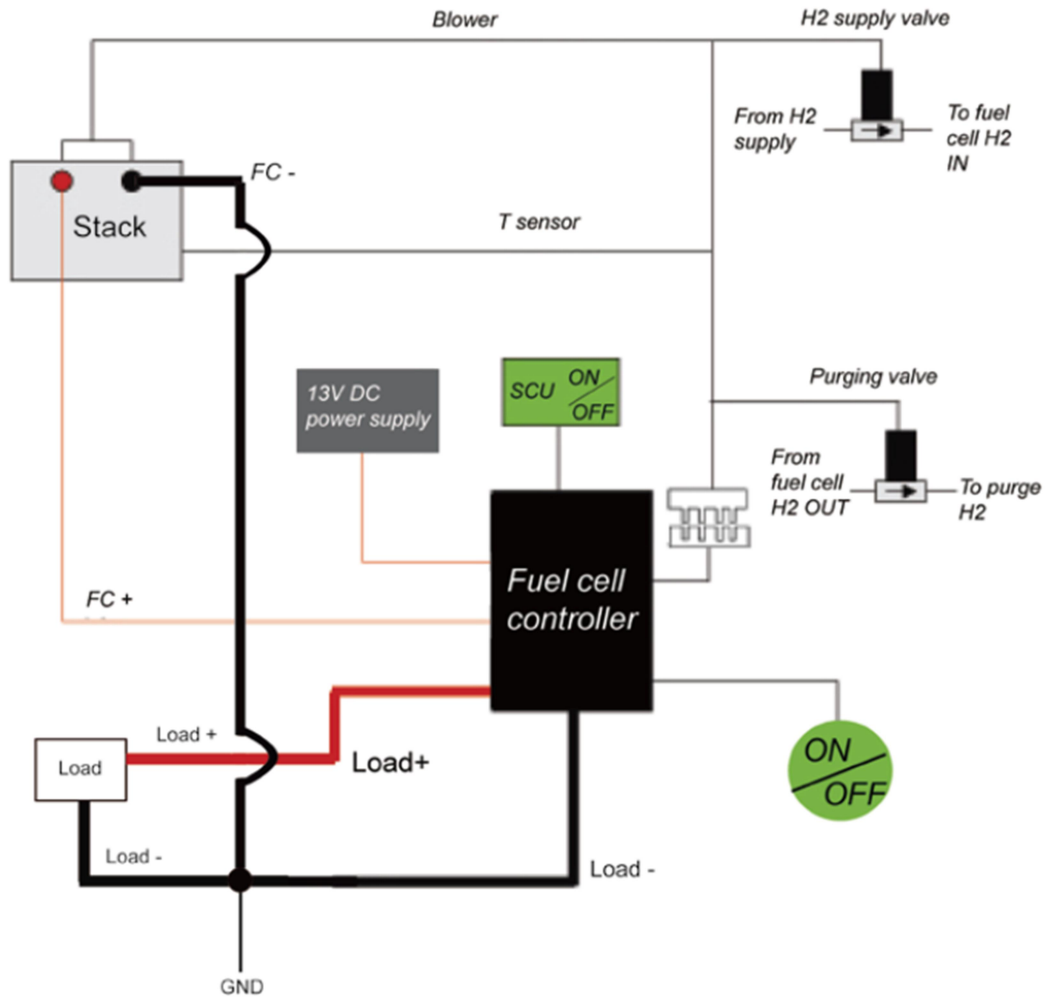 Blower
H2 supply valve
From H2
supply
To fuel
cell H2
IN
FC -
Stack
T sensor
13V DC
power supply
SCU
ON
OFF
Purging valve
From
fuel cell
H2 OUT
To purge
H2
Fuel cell
controller
FC +
Load +
Load+
Load
ON
OFF
Load -
Load -
GND